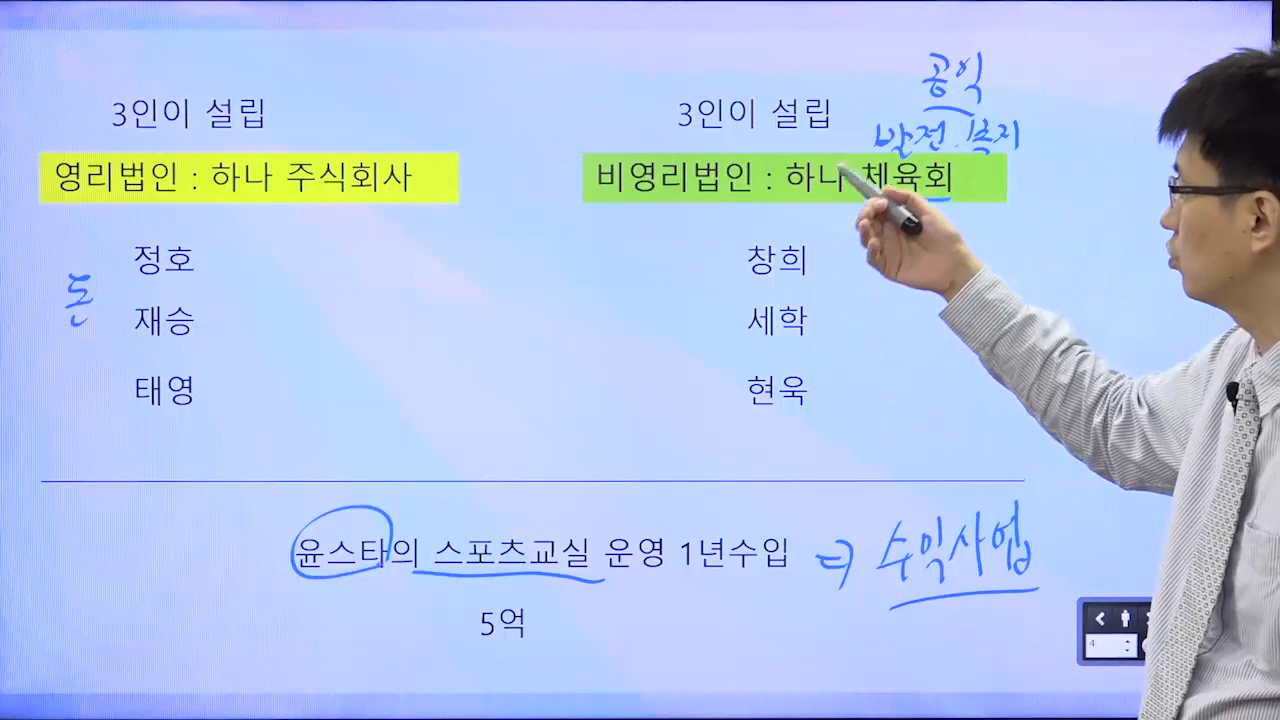 3인이 설립
영리법인 : 하나 주식회사
정호
재승
태영
돈
3인이 설립
공익
발전.복지
비영리법인 : 하나 체육회
창희
세학
현욱
윤스타의 스포츠교실 운영 1년수입 → 수익사업
5억
4